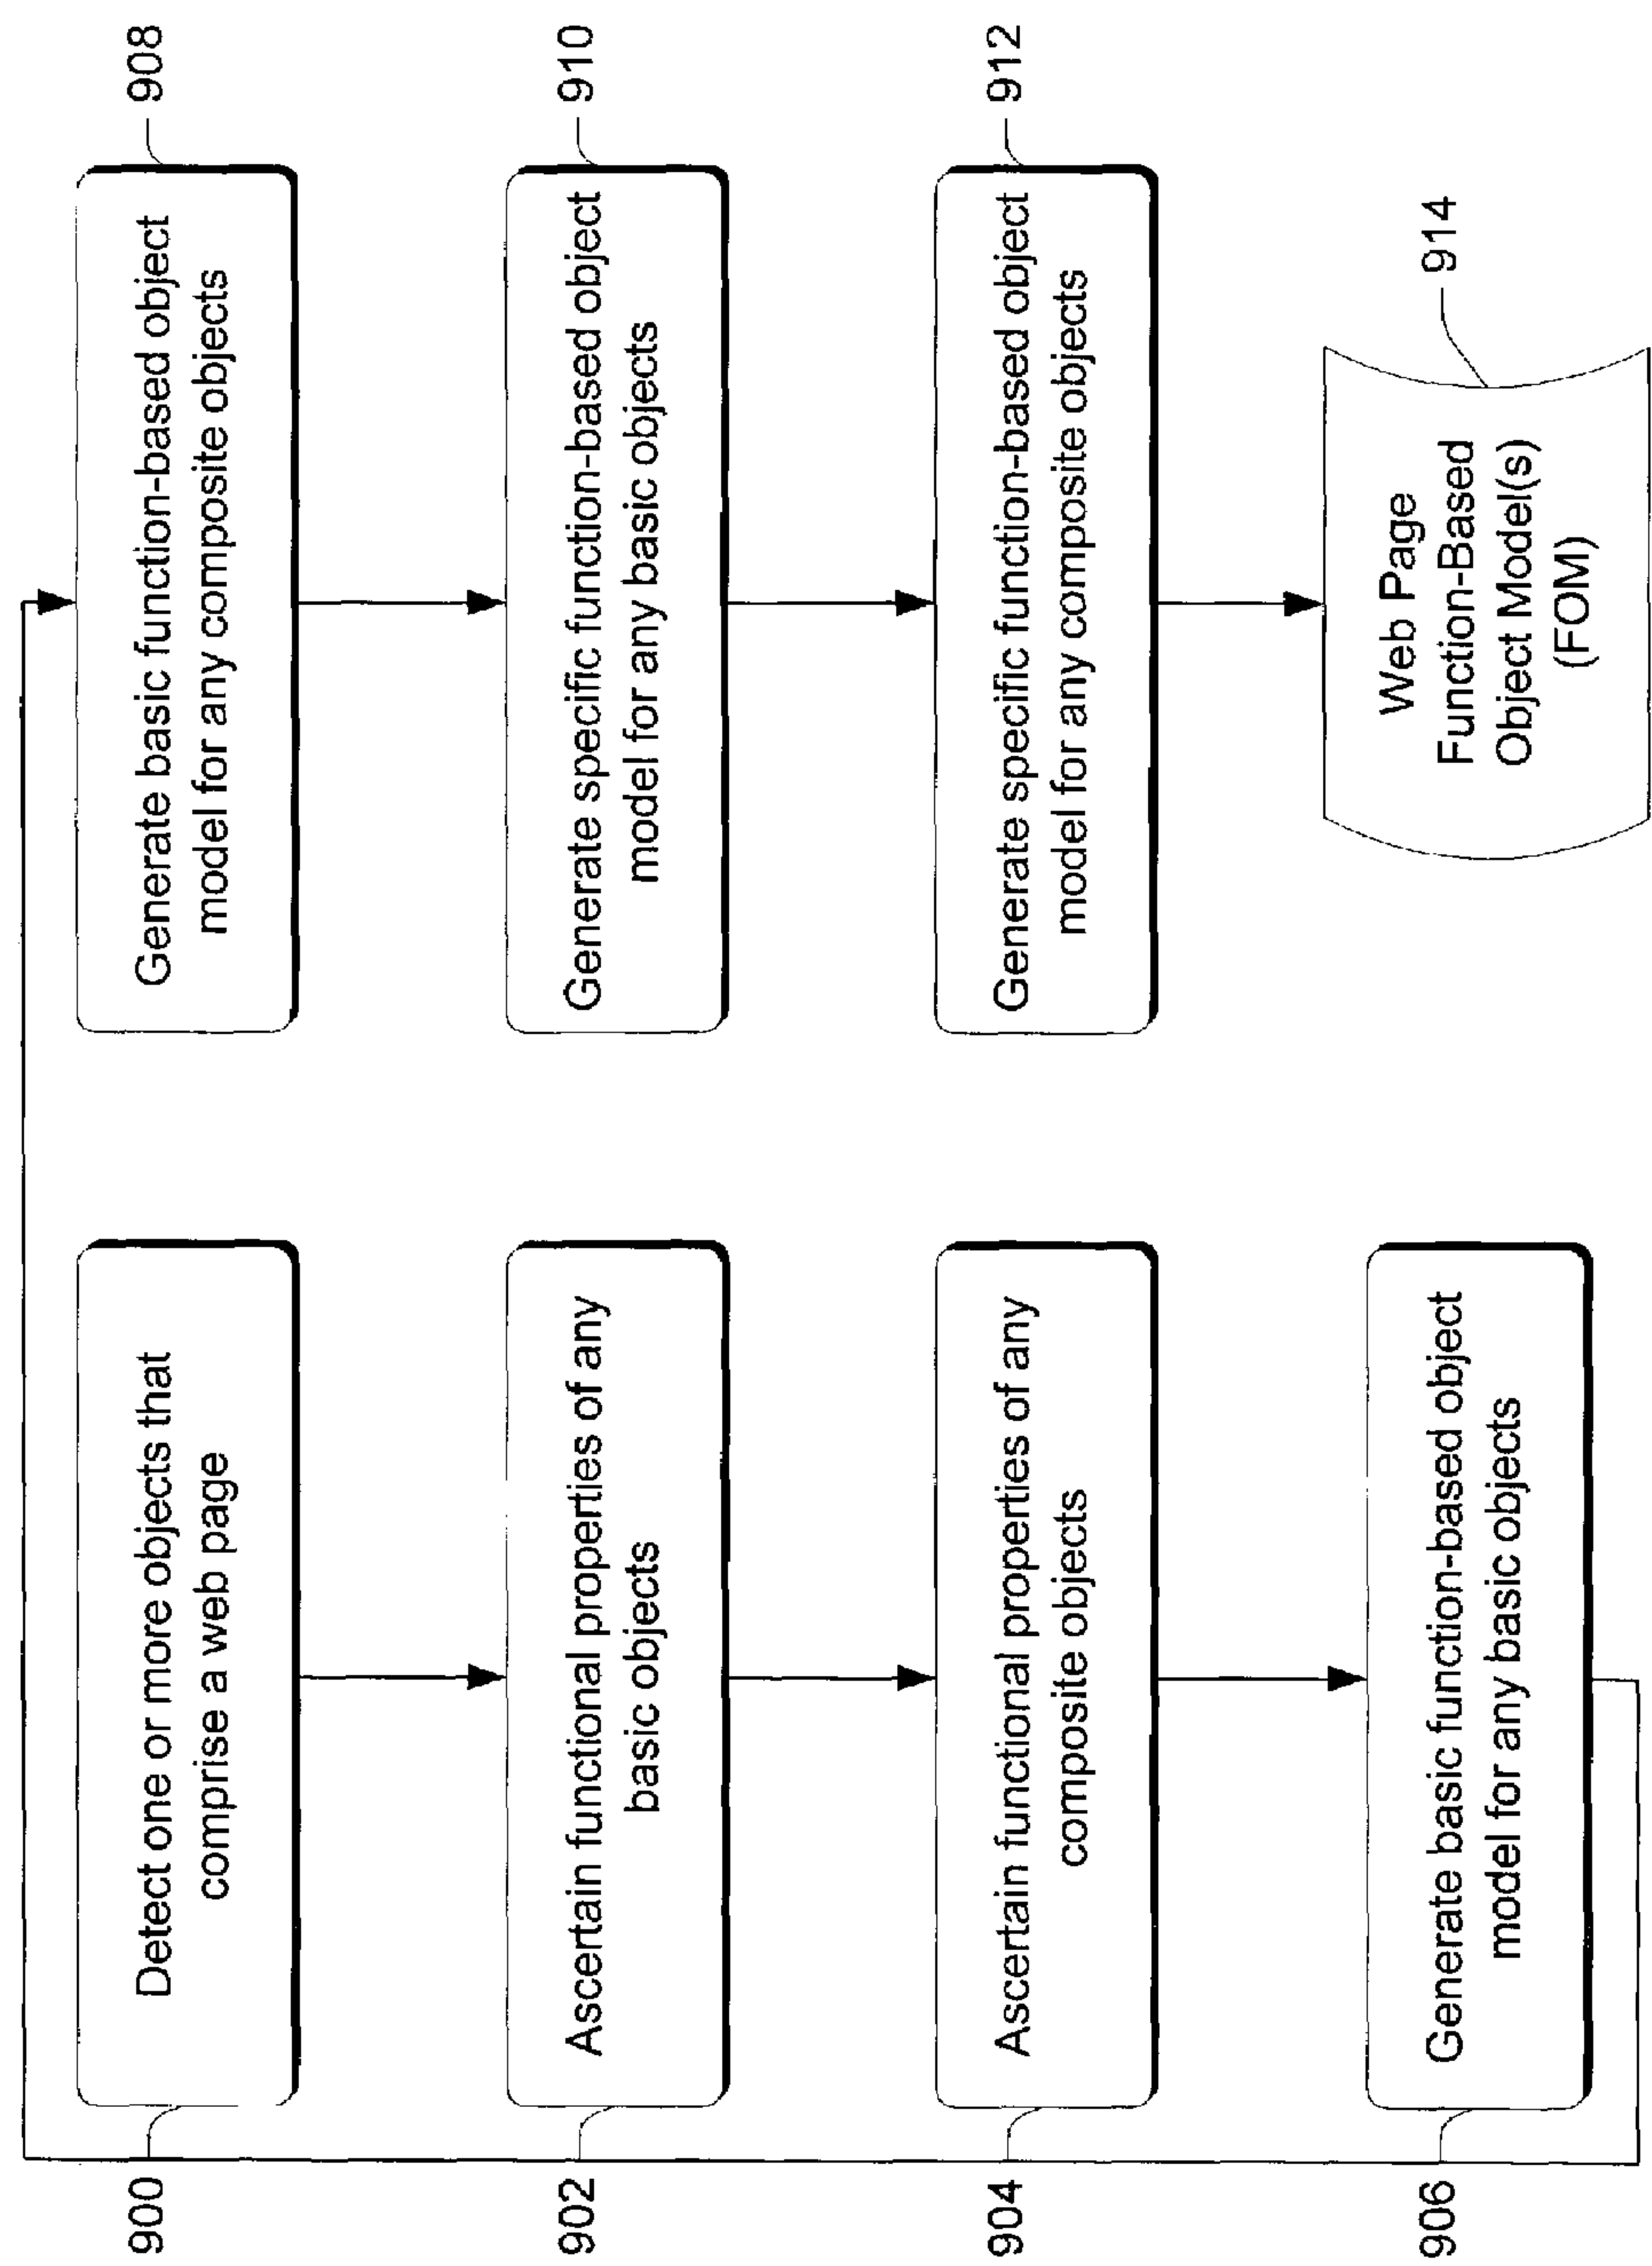 900
Detect one or more objects that
comprise a web page
902
Ascertain functional properties of any
basic objects
904
Ascertain functional properties of any
composite objects
906
Generate basic function-based object
model for any basic objects
908
Generate basic function-based object
model for any composite objects
910
Generate specific function-based object
model for any basic objects
912
Generate specific function-based object
model for any composite objects
914
Web Page
Function-Based
Object Model(s)
(FOM)